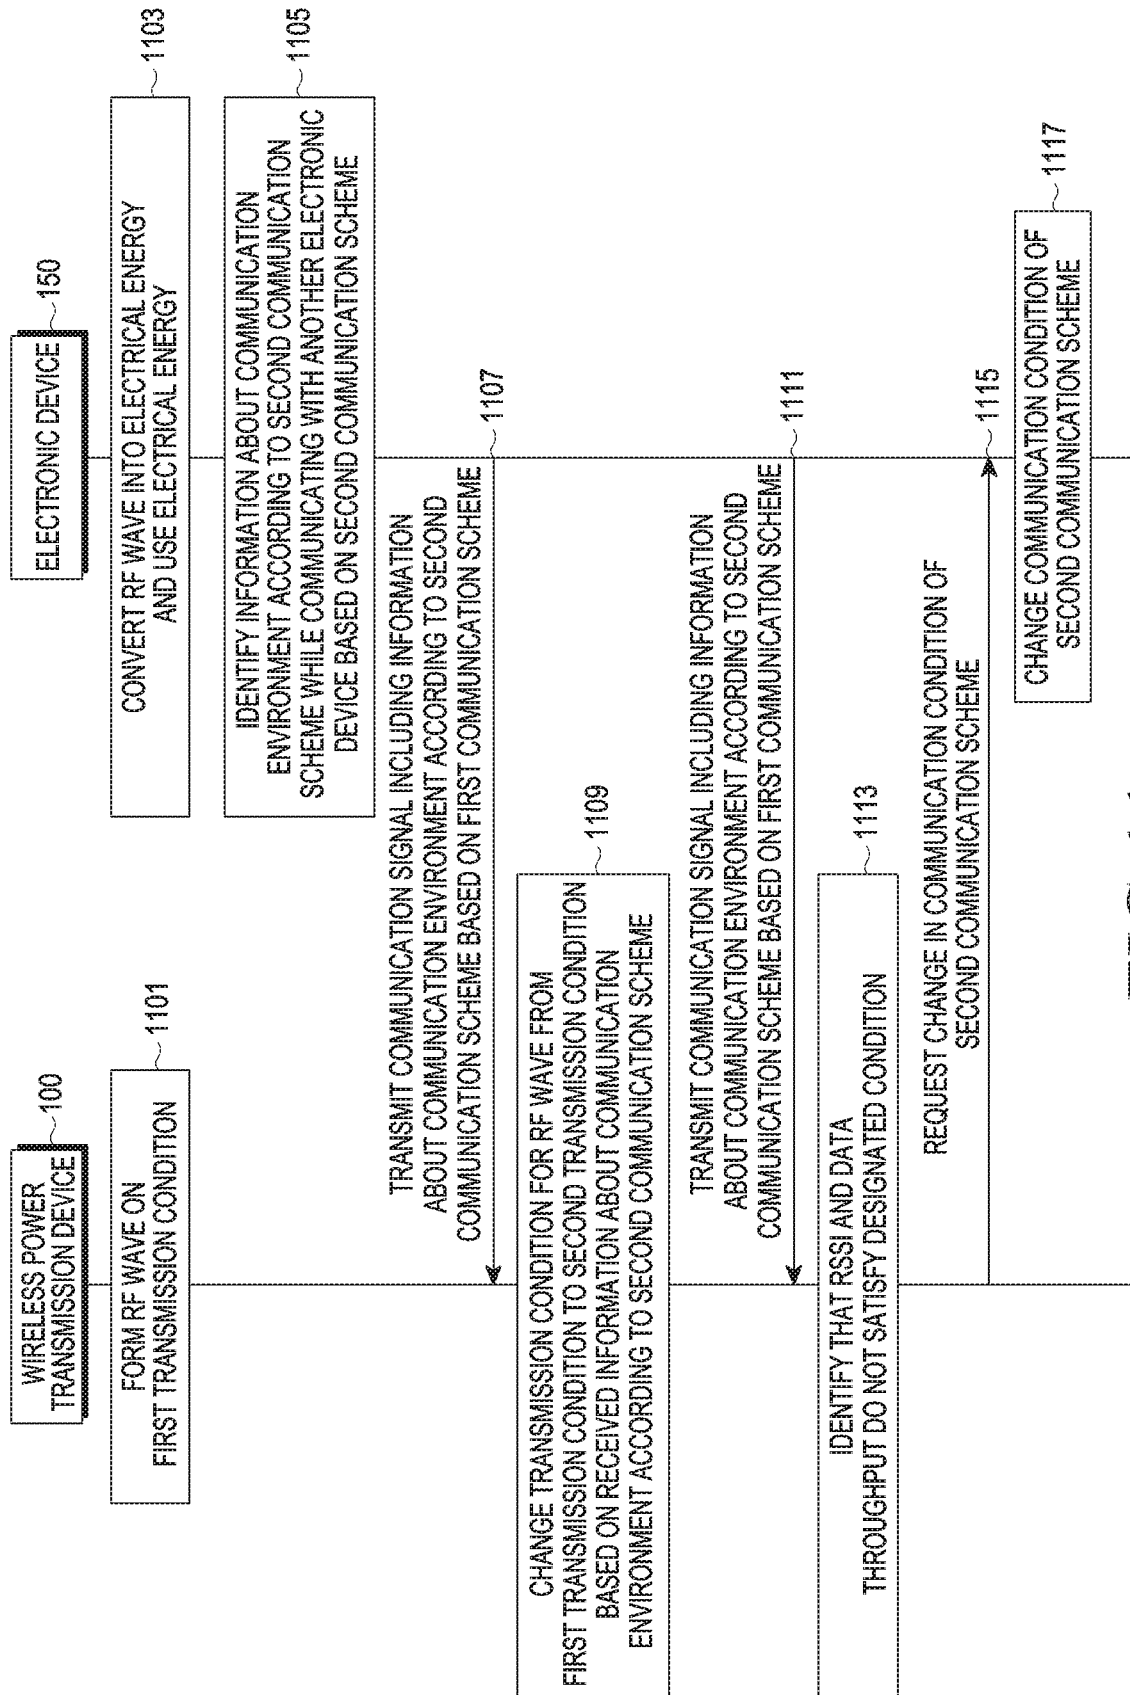 WIRELESS POWER
TRANSMISSION DEVICE
100
ELECTRONIC DEVICE
150
FORM RF WAVE ON
FIRST TRANSMISSION CONDITION
1101
CONVERT RF WAVE INTO ELECTRICAL ENERGY
AND USE ELECTRICAL ENERGY
1103
IDENTIFY INFORMATION ABOUT COMMUNICATION
ENVIRONMENT ACCORDING TO SECOND COMMUNICATION
SCHEME WHILE COMMUNICATING WITH ANOTHER ELECTRONIC
DEVICE BASED ON SECOND COMMUNICATION SCHEME
1105
TRANSMIT COMMUNICATION SIGNAL INCLUDING INFORMATION
ABOUT COMMUNICATION ENVIRONMENT ACCORDING TO SECOND
COMMUNICATION SCHEME BASED ON FIRST COMMUNICATION SCHEME
1107
CHANGE TRANSMISSION CONDITION FOR RF WAVE FROM
FIRST TRANSMISSION CONDITION TO SECOND TRANSMISSION CONDITION
BASED ON RECEIVED INFORMATION ABOUT COMMUNICATION
ENVIRONMENT ACCORDING TO SECOND COMMUNICATION SCHEME
1109
TRANSMIT COMMUNICATION SIGNAL INCLUDING INFORMATION
ABOUT COMMUNICATION ENVIRONMENT ACCORDING TO SECOND
COMMUNICATION SCHEME BASED ON FIRST COMMUNICATION SCHEME
1111
IDENTIFY THAT RSSI AND DATA
THROUGHPUT DO NOT SATISFY DESIGNATED CONDITION
1113
REQUEST CHANGE IN COMMUNICATION CONDITION OF
SECOND COMMUNICATION SCHEME
1115
CHANGE COMMUNICATION CONDITION OF
SECOND COMMUNICATION SCHEME
1117